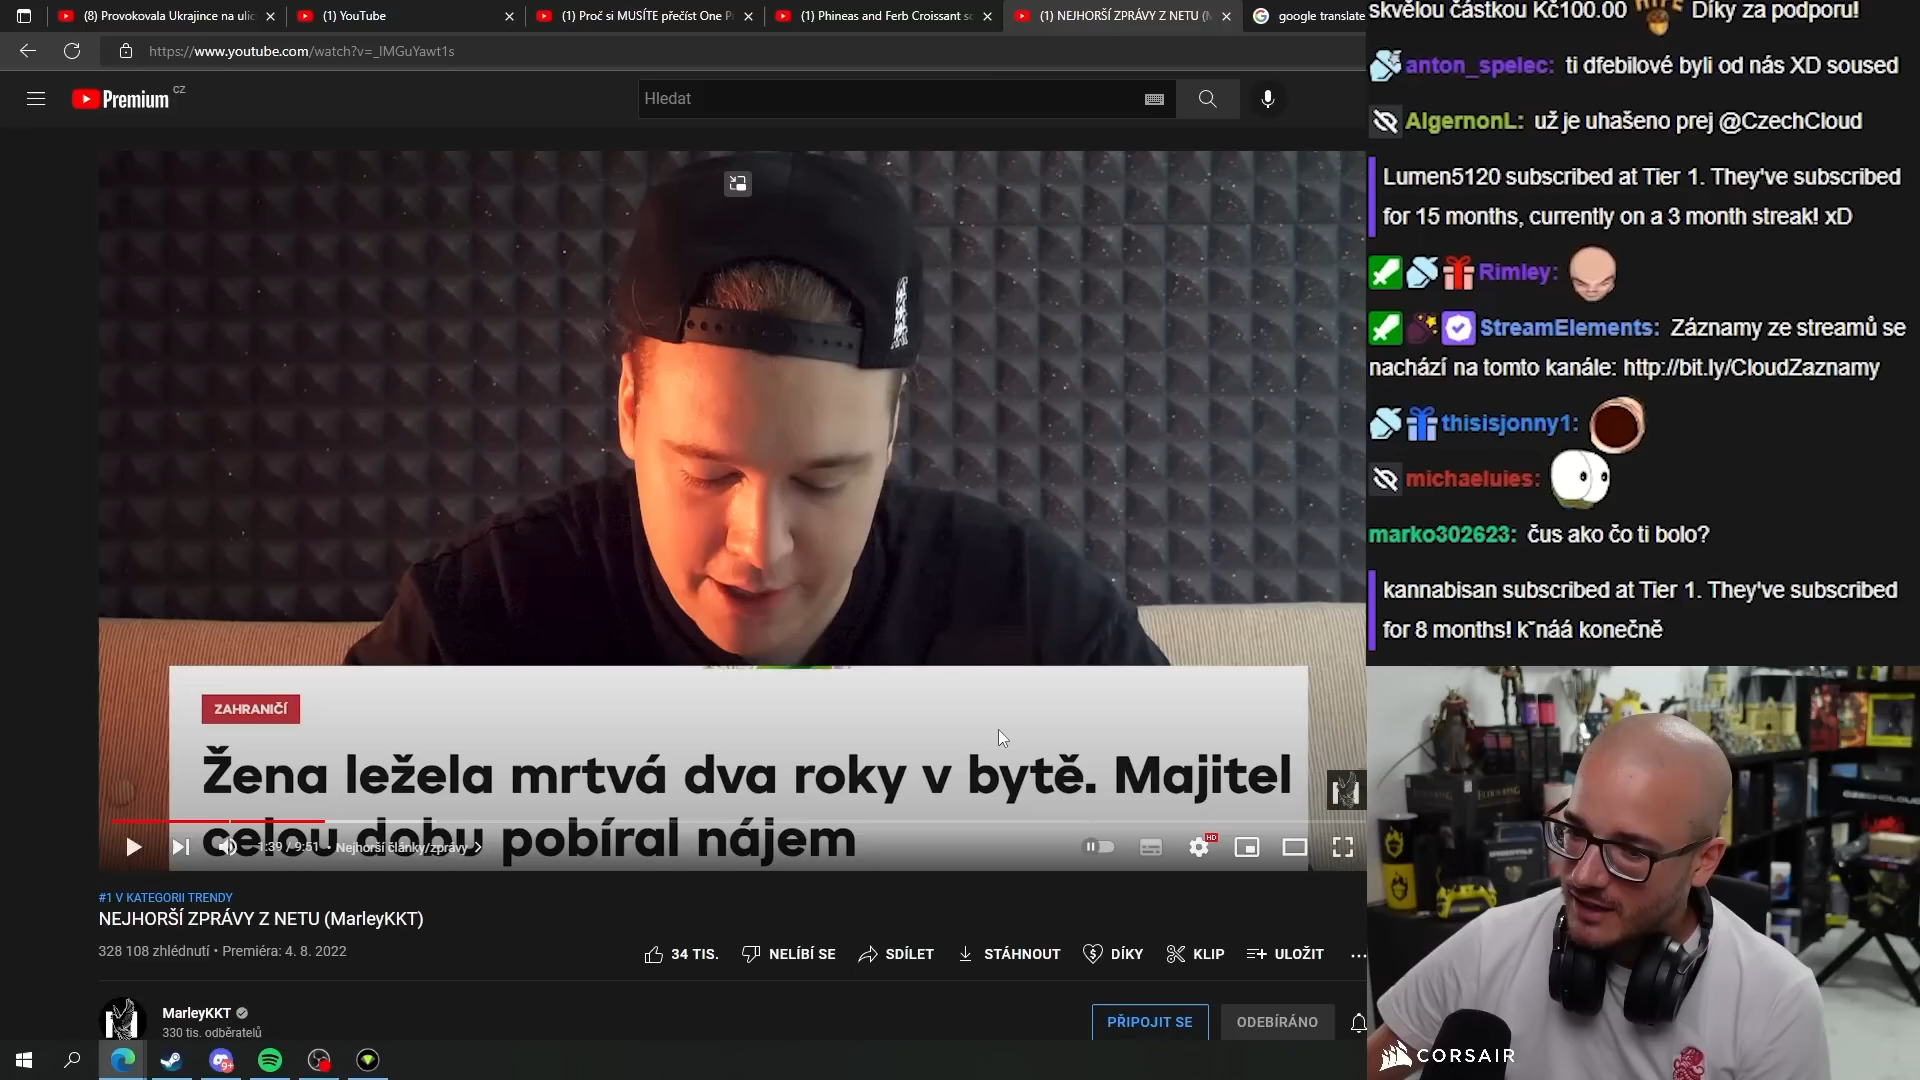 (8) Provokovala Ukrajince na ulic
(1) YouTube
(1) Proč si MUSÍTE přečíst One P
(1) Phineas and Ferb Croissant sc
(1) NEJHORŠÍ ZPRÁVY Z NETU (M
google translate
https://www.youtube.com/watch?v=_IMGuYawt1s
Premium CZ
Hledat
ZAHRANIČÍ
Žena ležela mrtvá dva roky v bytě. Majitel
celou dobu pobíral nájem
1:39 / 9:51 • Nejhorší články/zprávy
HD
#1 V KATEGORII TRENDY
NEJHORŠÍ ZPRÁVY Z NETU (MarleyKKT)
328 108 zhlédnutí • Premiéra: 4. 8. 2022
34 TIS.
NELÍBÍ SE
SDÍLET
STÁHNOUT
DÍKY
KLIP
ULOŽIT
MarleyKKT
330 tis. odběratelů
PŘIPOJIT SE
ODEBÍRÁNO
9+
skvělou částkou Kč100.00 Díky za podporu!
anton_spelec: ti dřebilové byli od nás XD soused
AlgernonL: už je uhašeno prej @CzechCloud
Lumen5120 subscribed at Tier 1. They've subscribed
for 15 months, currently on a 3 month streak! xD
Rimley:
StreamElements: Záznamy ze streamů se
nachází na tomto kanále: http://bit.ly/CloudZaznamy
thisisjonny1:
michaeluies:
marko302623: čus ako čo ti bolo?
kannabisan subscribed at Tier 1. They've subscribed
for 8 months! kˇnáá konečně
CORSAIR